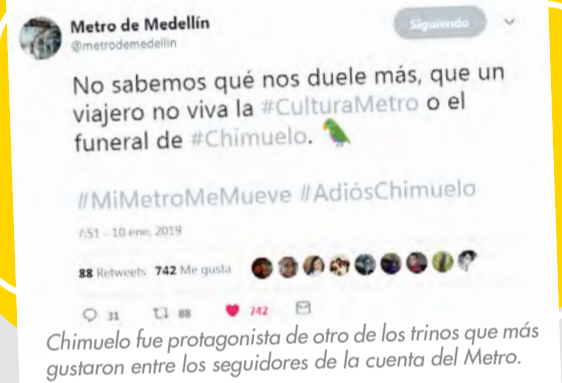 Metro de Medellín
@metrodemedellin
Siguiendo
No sabemos qué nos duele más, que un
viajero no viva la #CulturaMetro o el
funeral de #Chimuelo.
#MiMetroMeMueve #AdiósChimuelo
7:51 - 10 ene. 2019
88 Retweets 742 Me gusta
31 88 742
Chimuelo fue protagonista de otro de los trinos que más
gustaron entre los seguidores de la cuenta del Metro.